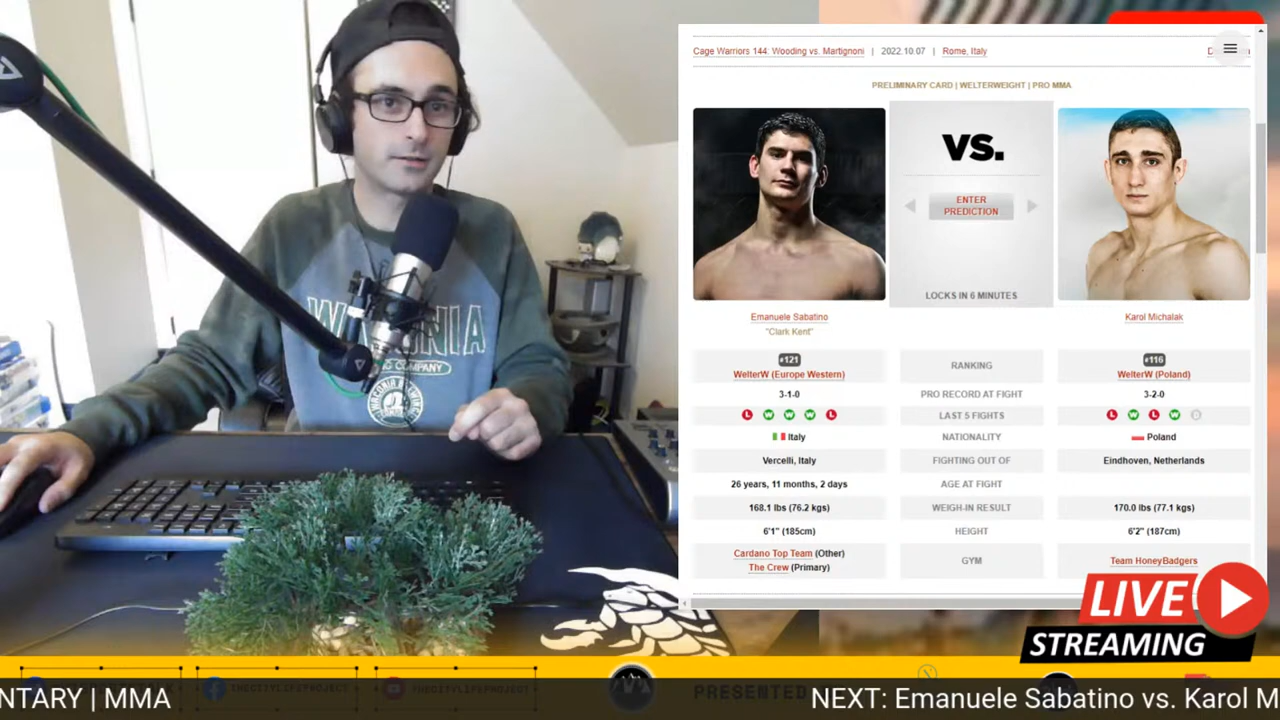 Cage Warriors 144: Wooding vs. Martignoni | 2022.10.07 | Rome, Italy
PRELIMINARY CARD | WELTERWEIGHT | PRO MMA
VS.
ENTER
PREDICTION
LOCKS IN 6 MINUTES
Emanuele Sabatino
"Clark Kent"
Karol Michalak
#121
WelterW (Europe Western)
RANKING
#116
WelterW (Poland)
3-1-0 PRO RECORD AT FIGHT 3-2-0
L W W W L LAST 5 FIGHTS L W L W
Italy NATIONALITY Poland
Vercelli, Italy FIGHTING OUT OF Eindhoven, Netherlands
26 years, 11 months, 2 days AGE AT FIGHT
168.1 lbs (76.2 kgs) WEIGH-IN RESULT 170.0 lbs (77.1 kgs)
6'1" (185cm) HEIGHT 6'2" (187cm)
Cardano Top Team (Other)
The Crew (Primary)
GYM
Team HoneyBadgers
LIVE
STREAMING
THECITYLIFEPROJECT
THECITYLIFEPROJECT
PRESENTED
NTARY | MMA
NEXT: Emanuele Sabatino vs. Karol M